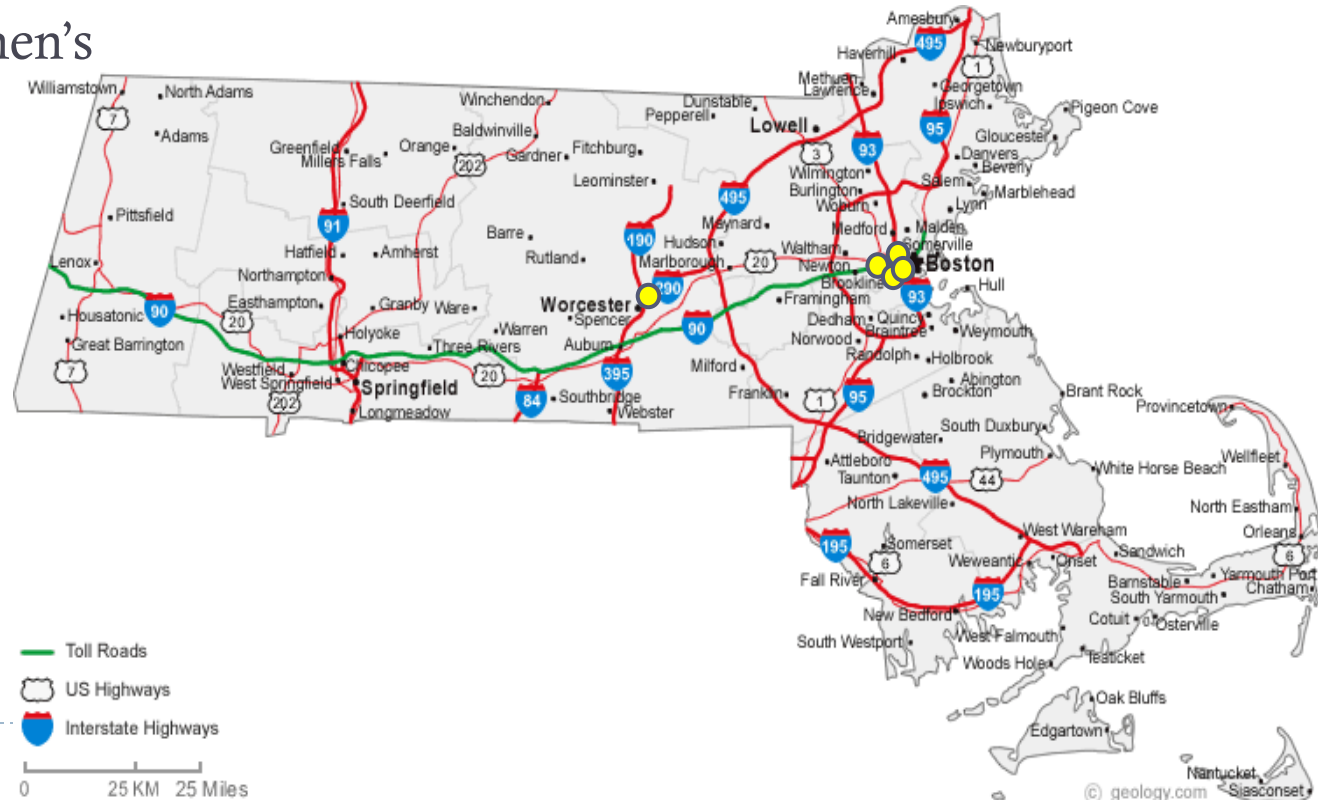 nen's
Amesbury
495
Newburyport
Haverhill
1
Methuen
Lawrence
Georgetown
Ipswich
Williamstown
North Adams
Winchendon
Dunstable
Pepperell
Pigeon Cove
7
Lowell
95
Gloucester
Adams
Baldwinville
93
Greenfield
Millers Falls
Orange
202
Gardner
Fitchburg
3
Danvers
Beverly
Leominster
Wilmington
Burlington
Salem
Marblehead
495
Woburn
Lynn
South Deerfield
Pittsfield
91
Maynard
Medford
Malden
Barre
190
Hudson
Somerville
Hatfield
Amherst
Rutland
Marlborough
20
Waltham
Newton
Boston
Lenox
Northampton
290
Brookline
Hull
93
Easthampton
Granby
Ware
Worcester
Framingham
90
Housatonic
20
Spencer
90
Dedham
Quincy
Braintree
Weymouth
Great Barrington
Holyoke
Warren
Auburn
Norwood
Three Rivers
Randolph
Holbrook
7
Westfield
Chicopee
20
395
Milford
West Springfield
Springfield
Abington
202
84
Southbridge
Franklin
1
95
Brockton
Brant Rock
Longmeadow
Webster
Provincetown
South Duxbury
Bridgewater
Attleboro
Plymouth
Wellfleet
Taunton
495
44
White Horse Beach
North Lakeville
North Eastham
West Wareham
Orleans
195
Somerset
6
Weweantic
Onset
Sandwich
6
Fall River
Barnstable
Yarmouth Port
195
South Yarmouth
Chatham
New Bedford
Cotuit
Osterville
South Westport
West Falmouth
Woods Hole
Teaticket
Toll Roads
US Highways
Oak Bluffs
Interstate Highways
Edgartown
0 25 KM 25 Miles
Nantucket
Siasconset
© geology.com